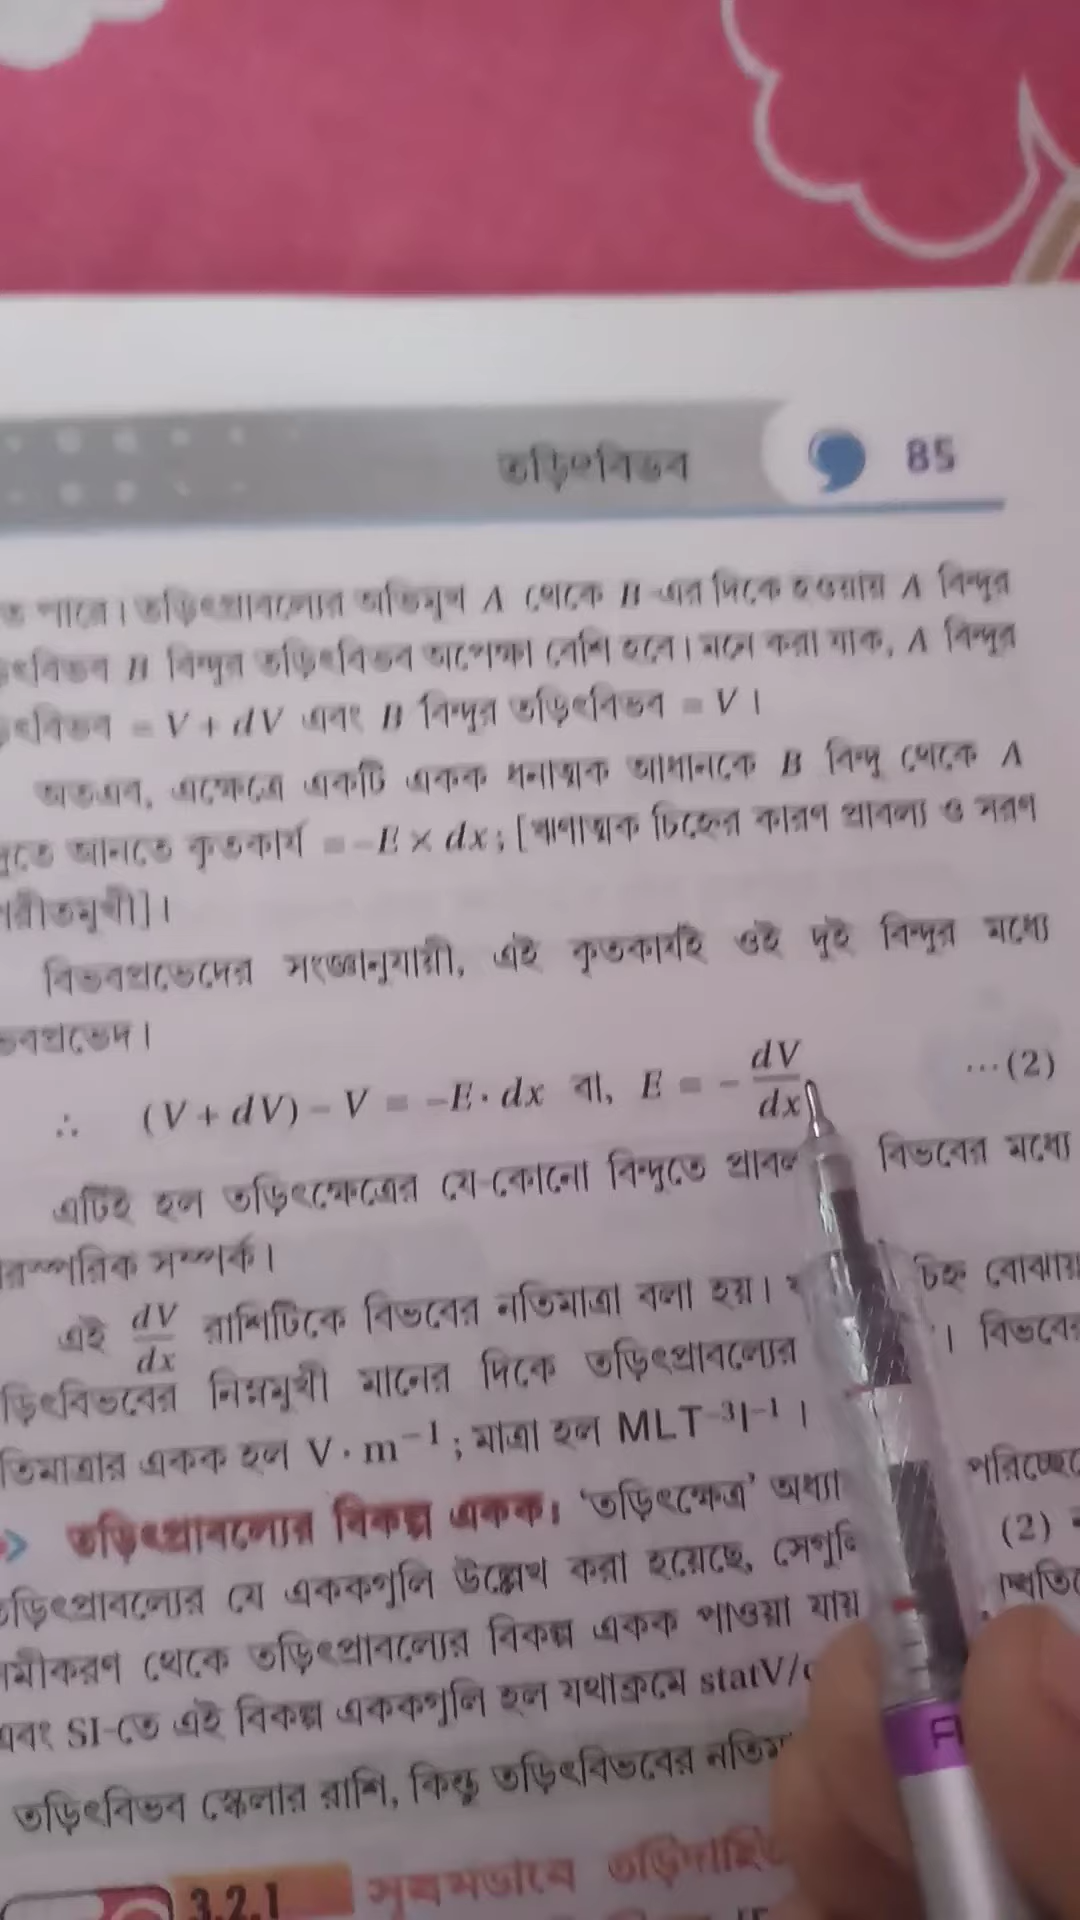 তড়িৎবিভব 85
ত পারে। তড়িৎপ্রাবল্যের অভিমুখ A থেকে B-এর দিকে হওয়ায় A বিন্দুর
ৎবিভব B বিন্দুর তড়িৎবিভব অপেক্ষা বেশি হবে। মনে করা যাক, A বিন্দুর
ৎবিভব = V + dV এবং B বিন্দুর তড়িৎবিভব = V।
অতএব, এক্ষেত্রে একটি একক ধনাত্মক আধানকে B বিন্দু থেকে A
দুতে আনতে কৃতকার্য = −E × dx; [ঋণাত্মক চিহ্নের কারণ প্রাবল্য ও সরণ
পরীতমুখী]।
বিভবপ্রভেদের সংজ্ঞানুযায়ী, এই কৃতকার্যই ওই দুই বিন্দুর মধ্যে
ভবপ্রভেদ।
∴ (V + dV) − V = −E · dx বা, E = − dV/dx ...(2)
এটিই হল তড়িৎক্ষেত্রের যে-কোনো বিন্দুতে প্রাবল বিভবের মধ্যে
রস্পরিক সম্পর্ক।
এই dV/dx রাশিটিকে বিভবের নতিমাত্রা বলা হয়। চিহ্ন বোঝায়
ড়িৎবিভবের নিম্নমুখী মানের দিকে তড়িৎপ্রাবল্যের । বিভবের
তিমাত্রার একক হল V · m⁻¹; মাত্রা হল MLT⁻³I⁻¹।
তড়িৎপ্রাবল্যের বিকল্প একক: 'তড়িৎক্ষেত্র' অধ্যা পরিচ্ছেদে
তড়িৎপ্রাবল্যের যে এককগুলি উল্লেখ করা হয়েছে, সেগুলি (2)
মীকরণ থেকে তড়িৎপ্রাবল্যের বিকল্প একক পাওয়া যায়
এবং SI-তে এই বিকল্প এককগুলি হল যথাক্রমে statV/c
তড়িৎবিভব স্কেলার রাশি, কিন্তু তড়িৎবিভবের নতিম
3.2.1 সুষমভাবে তড়িদাহিত